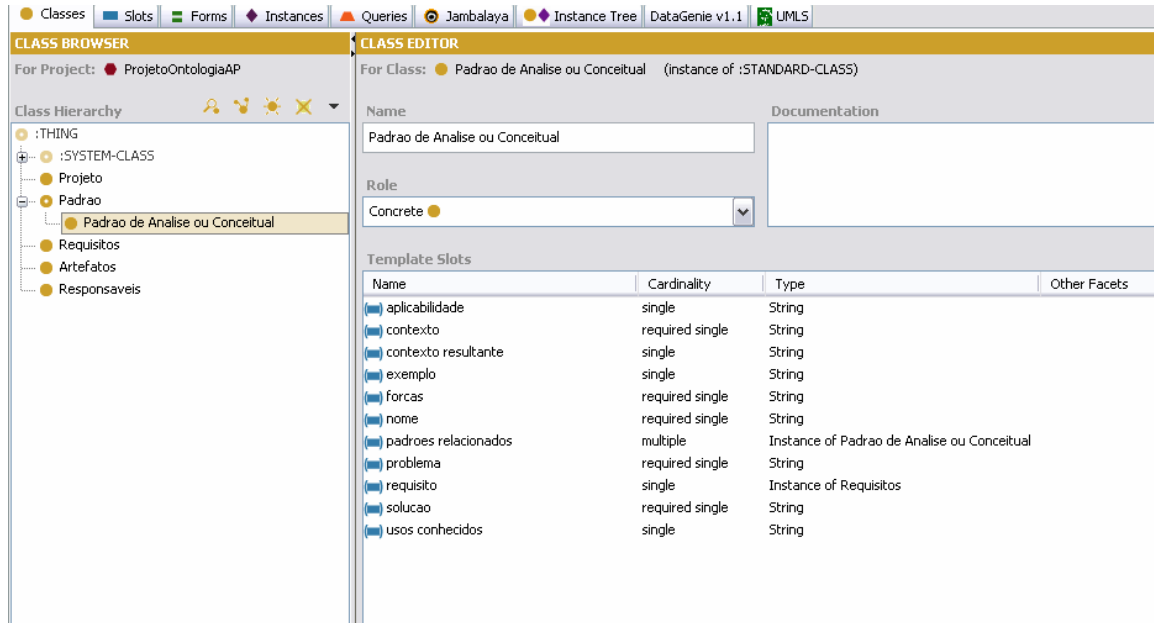 Classes Slots Forms Instances Queries Jambalaya Instance Tree DataGenie v1.1 UMLS
CLASS BROWSER
For Project: ProjetoOntologiaAP
Class Hierarchy
:THING
:SYSTEM-CLASS
Projeto
Padrao
Padrao de Analise ou Conceitual
Requisitos
Artefatos
Responsaveis
CLASS EDITOR
For Class: Padrao de Analise ou Conceitual (instance of :STANDARD-CLASS)
Name
Documentation
Padrao de Analise ou Conceitual
Role
Concrete
Template Slots
Name Cardinality Type Other Facets
aplicabilidade single String
contexto required single String
contexto resultante single String
exemplo single String
forcas required single String
nome required single String
padroes relacionados multiple Instance of Padrao de Analise ou Conceitual
problema required single String
requisito single Instance of Requisitos
solucao required single String
usos conhecidos single String